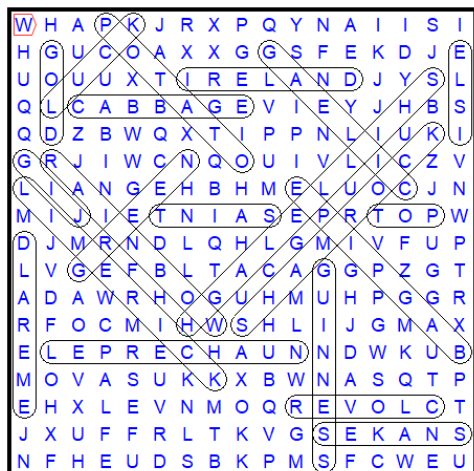 W H A P K J R X P Q Y N A I I S I
H G U C O A X X G G S F E K D J E
U O U U X T I R E L A N D J Y S L
Q L C A B B A G E V I E Y J H B S
Q D Z B W Q X T I P P N L I U K I
G R J I W C N Q O U I V L I C Z V
L I A N G E H B H M E L U O C J N
M I J I E T N I A S E P R T O P W
D J M R N D L Q H L G M I V F U P
L V G E F B L T A C A G G P Z G T
A D A W R H O G U H M U H P G G R
R F O C M I H W S H L I J G M A X
E L E P R E C H A U N N D W K U B
M O V A S U K K X B W N A S Q T P
E H X L E V N M O Q R E V O L C T
J X U F F R L T K V G S E K A N S
N F H E U D S B K P M S F C W E U